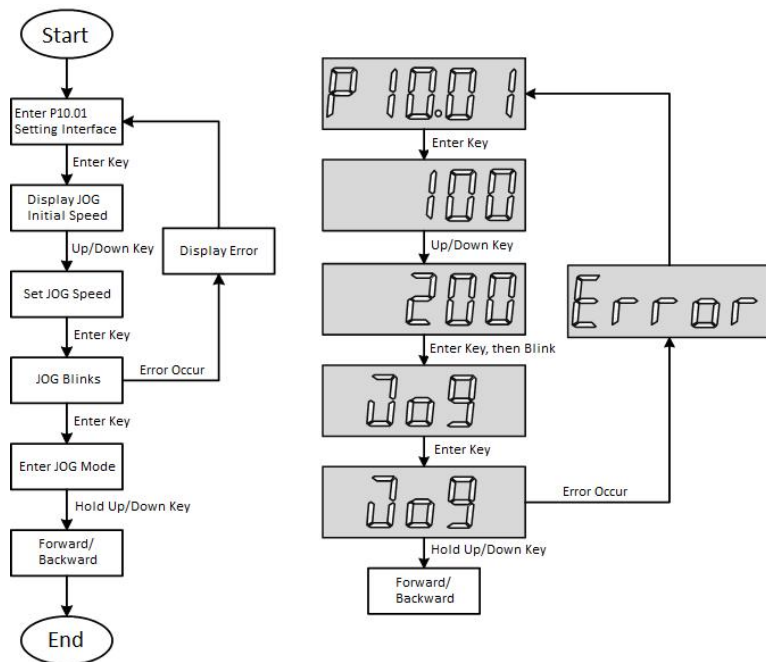 Start
Enter P10.01
Setting Interface
Enter Key
Display JOG
Initial Speed
Up/Down Key
Display Error
Set JOG Speed
Enter Key
JOG Blinks
Error Occur
Enter Key
Enter JOG Mode
Hold Up/Down Key
Forward/
Backward
End
P10.01
Enter Key
100
Up/Down Key
200
Error
Enter Key, then Blink
Jog
Enter Key
Jog
Error Occur
Hold Up/Down Key
Forward/
Backward